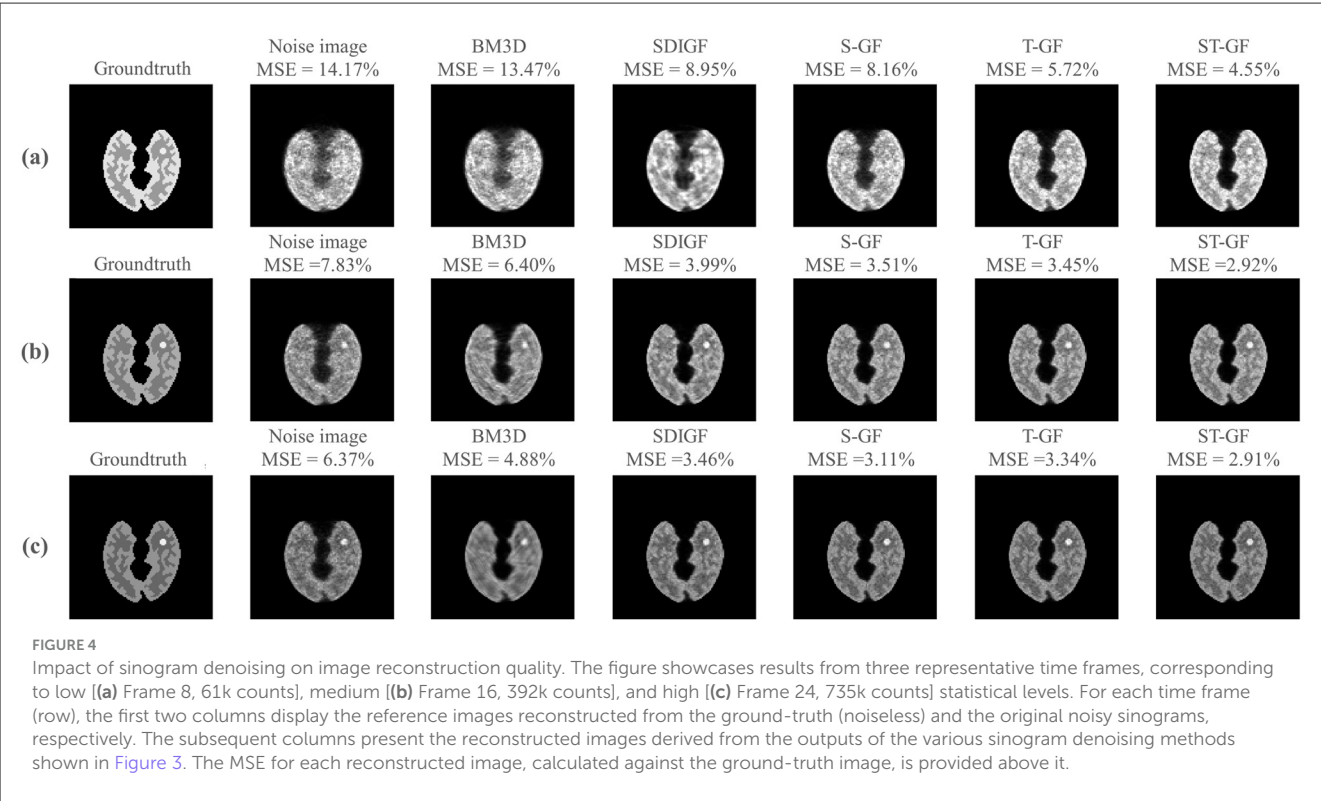 Groundtruth
Noise image
MSE = 14.17%
BM3D
MSE = 13.47%
SDIGF
MSE = 8.95%
S-GF
MSE = 8.16%
T-GF
MSE = 5.72%
ST-GF
MSE = 4.55%
(a)
Groundtruth
Noise image
MSE =7.83%
BM3D
MSE = 6.40%
SDIGF
MSE = 3.99%
S-GF
MSE = 3.51%
T-GF
MSE = 3.45%
ST-GF
MSE =2.92%
(b)
Groundtruth
Noise image
MSE = 6.37%
BM3D
MSE = 4.88%
SDIGF
MSE =3.46%
S-GF
MSE =3.11%
T-GF
MSE =3.34%
ST-GF
MSE = 2.91%
(c)
FIGURE 4
Impact of sinogram denoising on image reconstruction quality. The figure showcases results from three representative time frames, corresponding
to low [(a) Frame 8, 61k counts], medium [(b) Frame 16, 392k counts], and high [(c) Frame 24, 735k counts] statistical levels. For each time frame
(row), the first two columns display the reference images reconstructed from the ground-truth (noiseless) and the original noisy sinograms,
respectively. The subsequent columns present the reconstructed images derived from the outputs of the various sinogram denoising methods
shown in Figure 3. The MSE for each reconstructed image, calculated against the ground-truth image, is provided above it.